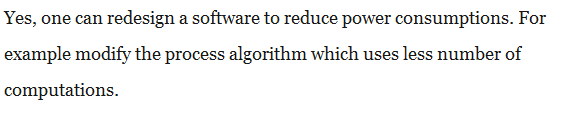 Yes, one can redesign a software to reduce power consumptions. For
example modify the process algorithm which uses less number of
computations.